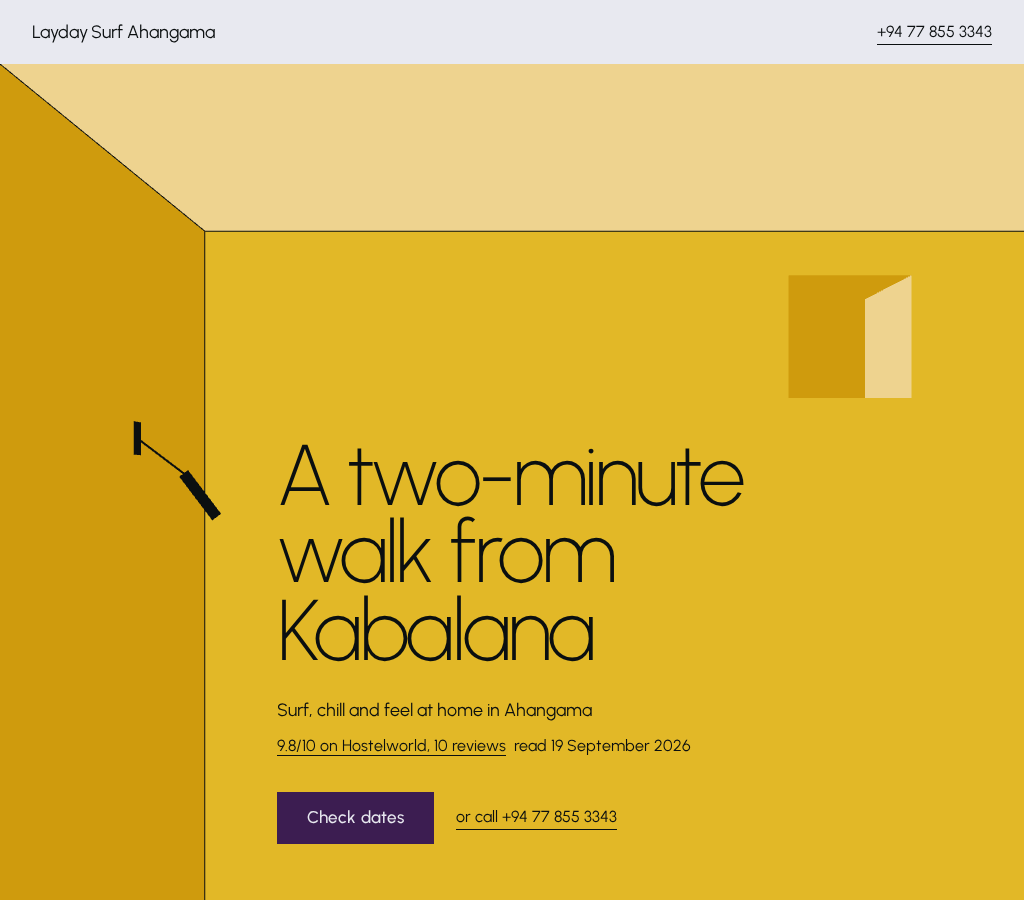 Layday Surf Ahangama
+94 77 855 3343
A two-minute
walk from
Kabalana
Surf, chill and feel at home in Ahangama
9.8/10 on Hostelworld, 10 reviews read 19 September 2026
Check dates
or call +94 77 855 3343